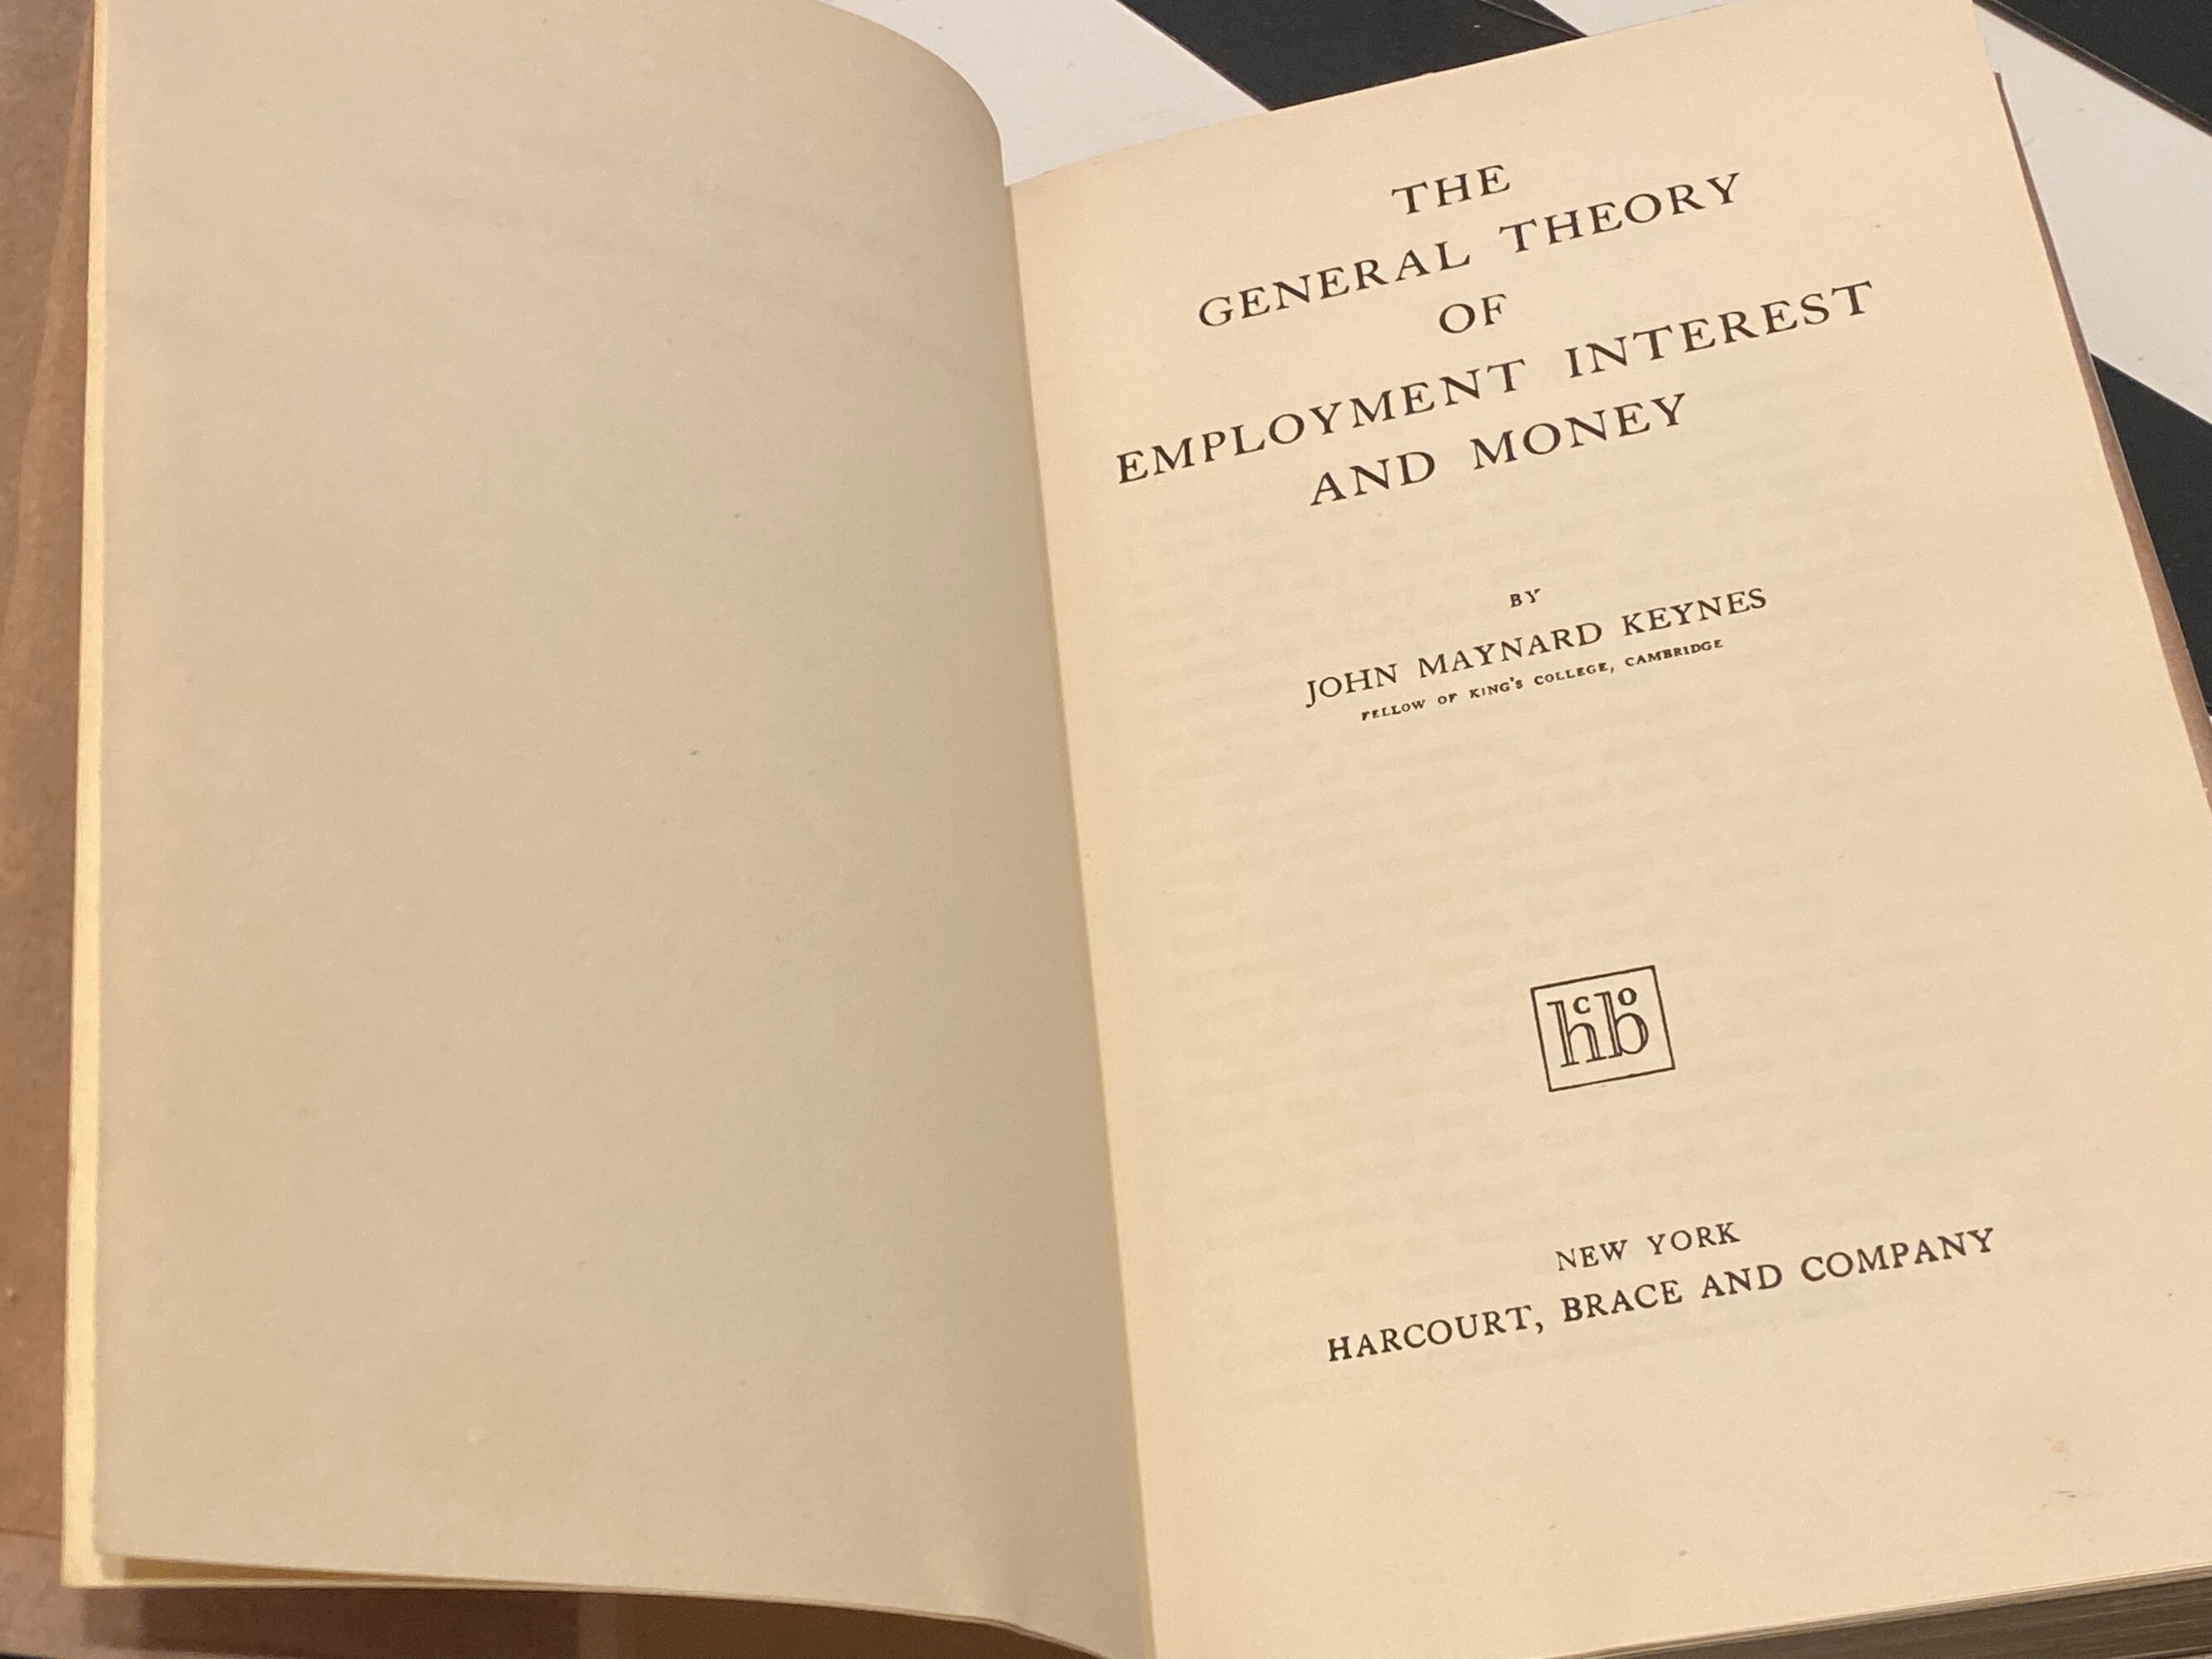 THE
GENERAL THEORY
OF
EMPLOYMENT INTEREST
AND MONEY
BY
JOHN MAYNARD KEYNES
FELLOW OF KING'S COLLEGE, CAMBRIDGE
hcbo
NEW YORK
HARCOURT, BRACE AND COMPANY